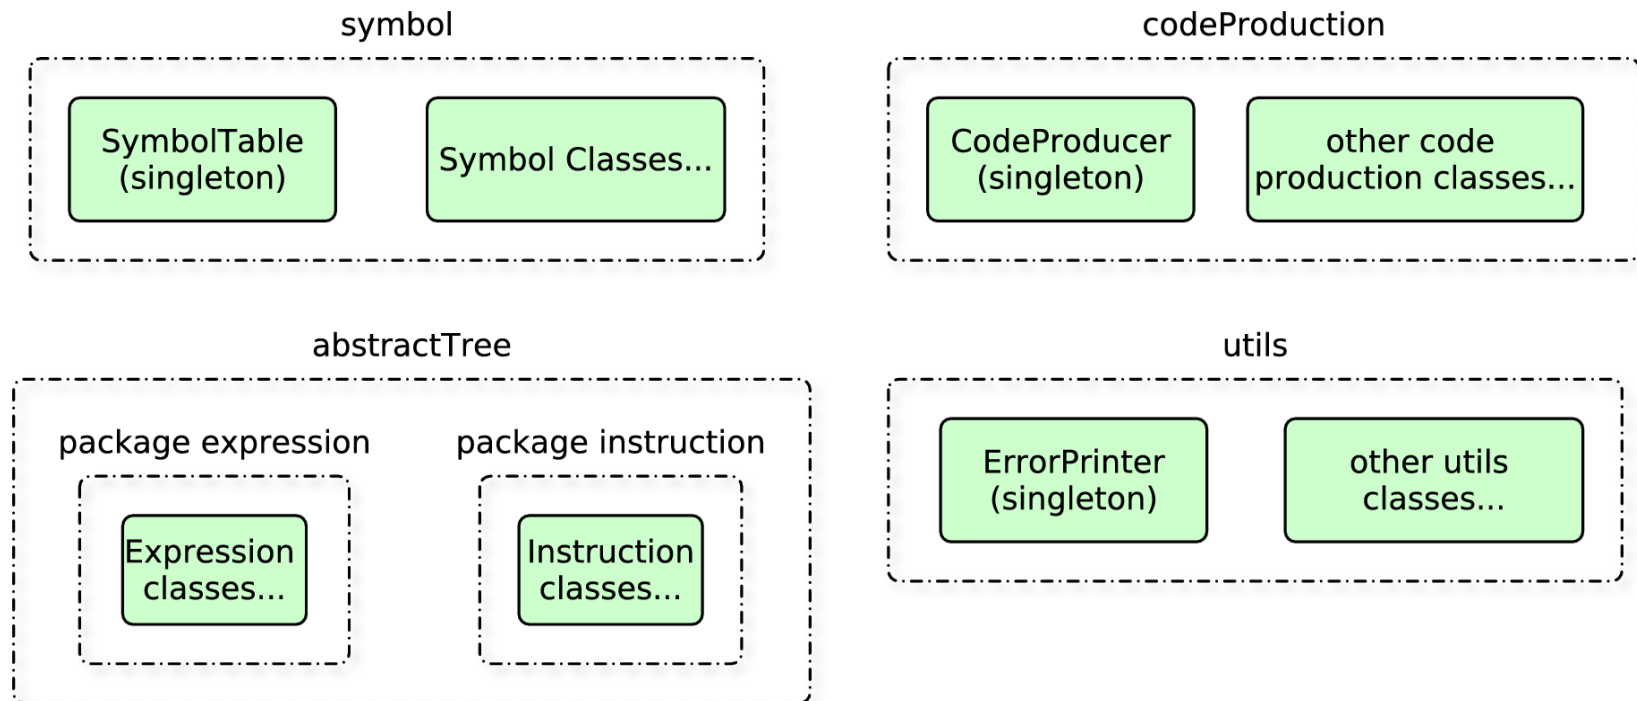 symbol
SymbolTable
(singleton)
Symbol Classes...
codeProduction
CodeProducer
(singleton)
other code
production classes...
abstractTree
package expression
Expression
classes...
package instruction
Instruction
classes...
utils
ErrorPrinter
(singleton)
other utils
classes...